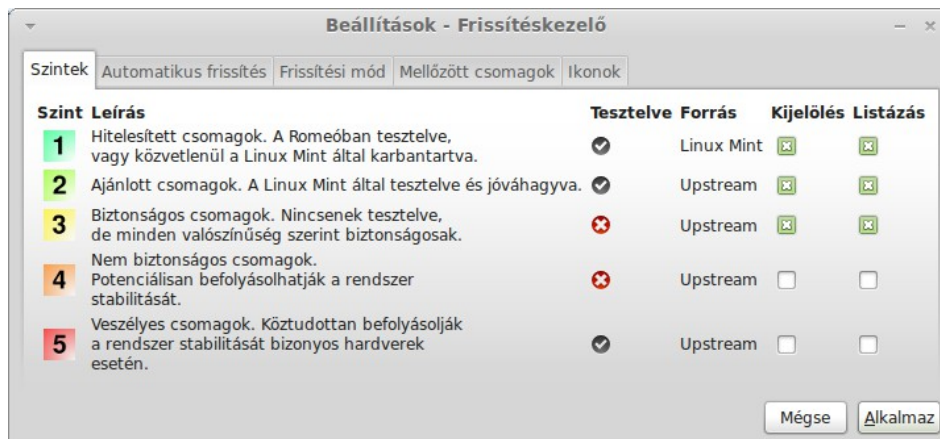 Beállítások - Frissítéskezelő
Szintek Automatikus frissítés Frissítési mód Mellőzött csomagok Ikonok
Szint Leírás Tesztelve Forrás Kijelölés Listázás
1 Hitelesített csomagok. A Romeóban tesztelve,
vagy közvetlenül a Linux Mint által karbantartva. Linux Mint
2 Ajánlott csomagok. A Linux Mint által tesztelve és jóváhagyva. Upstream
3 Biztonságos csomagok. Nincsenek tesztelve,
de minden valószínűség szerint biztonságosak. Upstream
4 Nem biztonságos csomagok.
Potenciálisan befolyásolhatják a rendszer
stabilitását. Upstream
5 Veszélyes csomagok. Köztudottan befolyásolják
a rendszer stabilitását bizonyos hardverek
esetén. Upstream
Mégse Alkalmaz